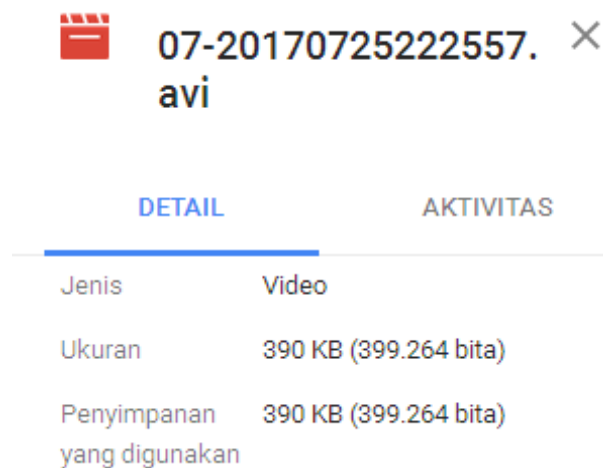 07-20170725222557.
avi
DETAIL AKTIVITAS
Jenis Video
Ukuran 390 KB (399.264 bita)
Penyimpanan 390 KB (399.264 bita)
yang digunakan